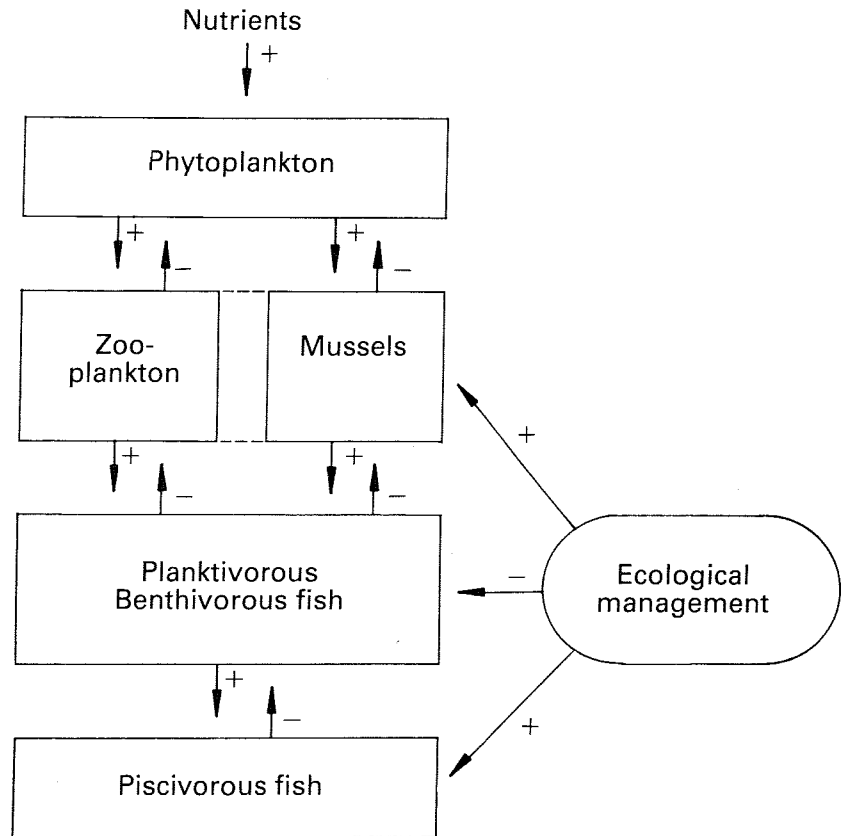 Nutrients
+
Phytoplankton
+ − + −
Zoo-
plankton
Mussels
+
+ − + −
Planktivorous
Benthivorous fish
−
Ecological
management
+ −
+
Piscivorous fish